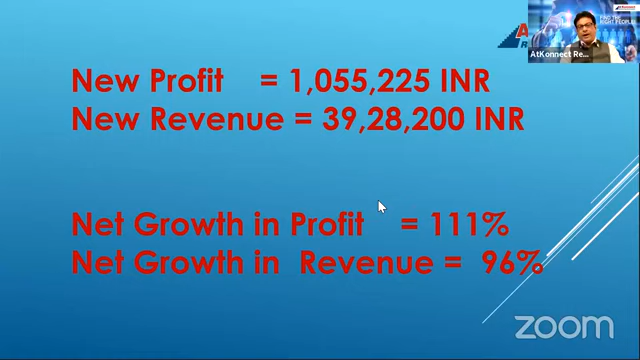 New Profit = 1,055,225 INR
New Revenue = 39,28,200 INR
Net Growth in Profit = 111%
Net Growth in Revenue = 96%
AtKonnect Re...
zoom